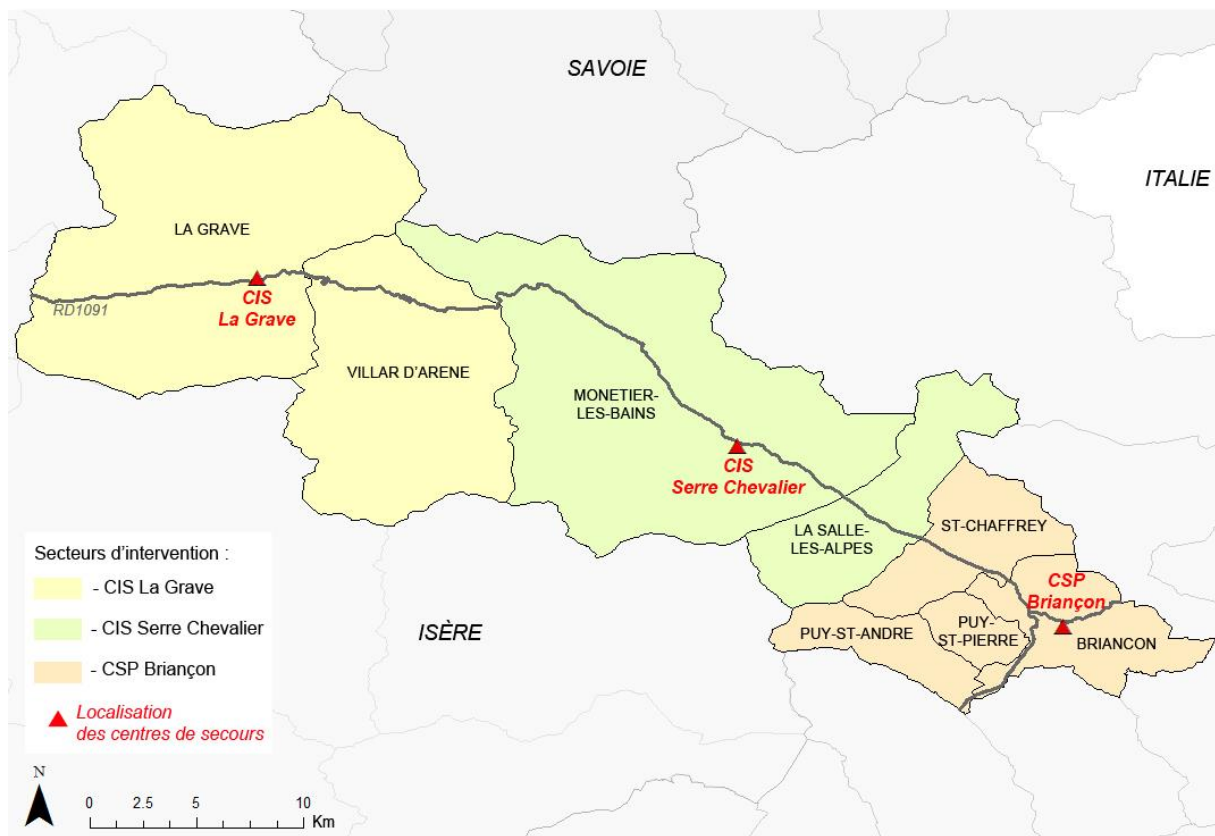 SAVOIE
ITALIE
LA GRAVE
RD1091
CIS
La Grave
VILLAR D'ARENE
MONETIER-
LES-BAINS
CIS
Serre Chevalier
LA SALLE-
LES-ALPES
ST-CHAFFREY
CSP
Briançon
PUY-ST-ANDRE
PUY-
ST-PIERRE
BRIANCON
ISÈRE
Secteurs d'intervention :
- CIS La Grave
- CIS Serre Chevalier
- CSP Briançon
Localisation
des centres de secours
N
0 2.5 5 10
Km